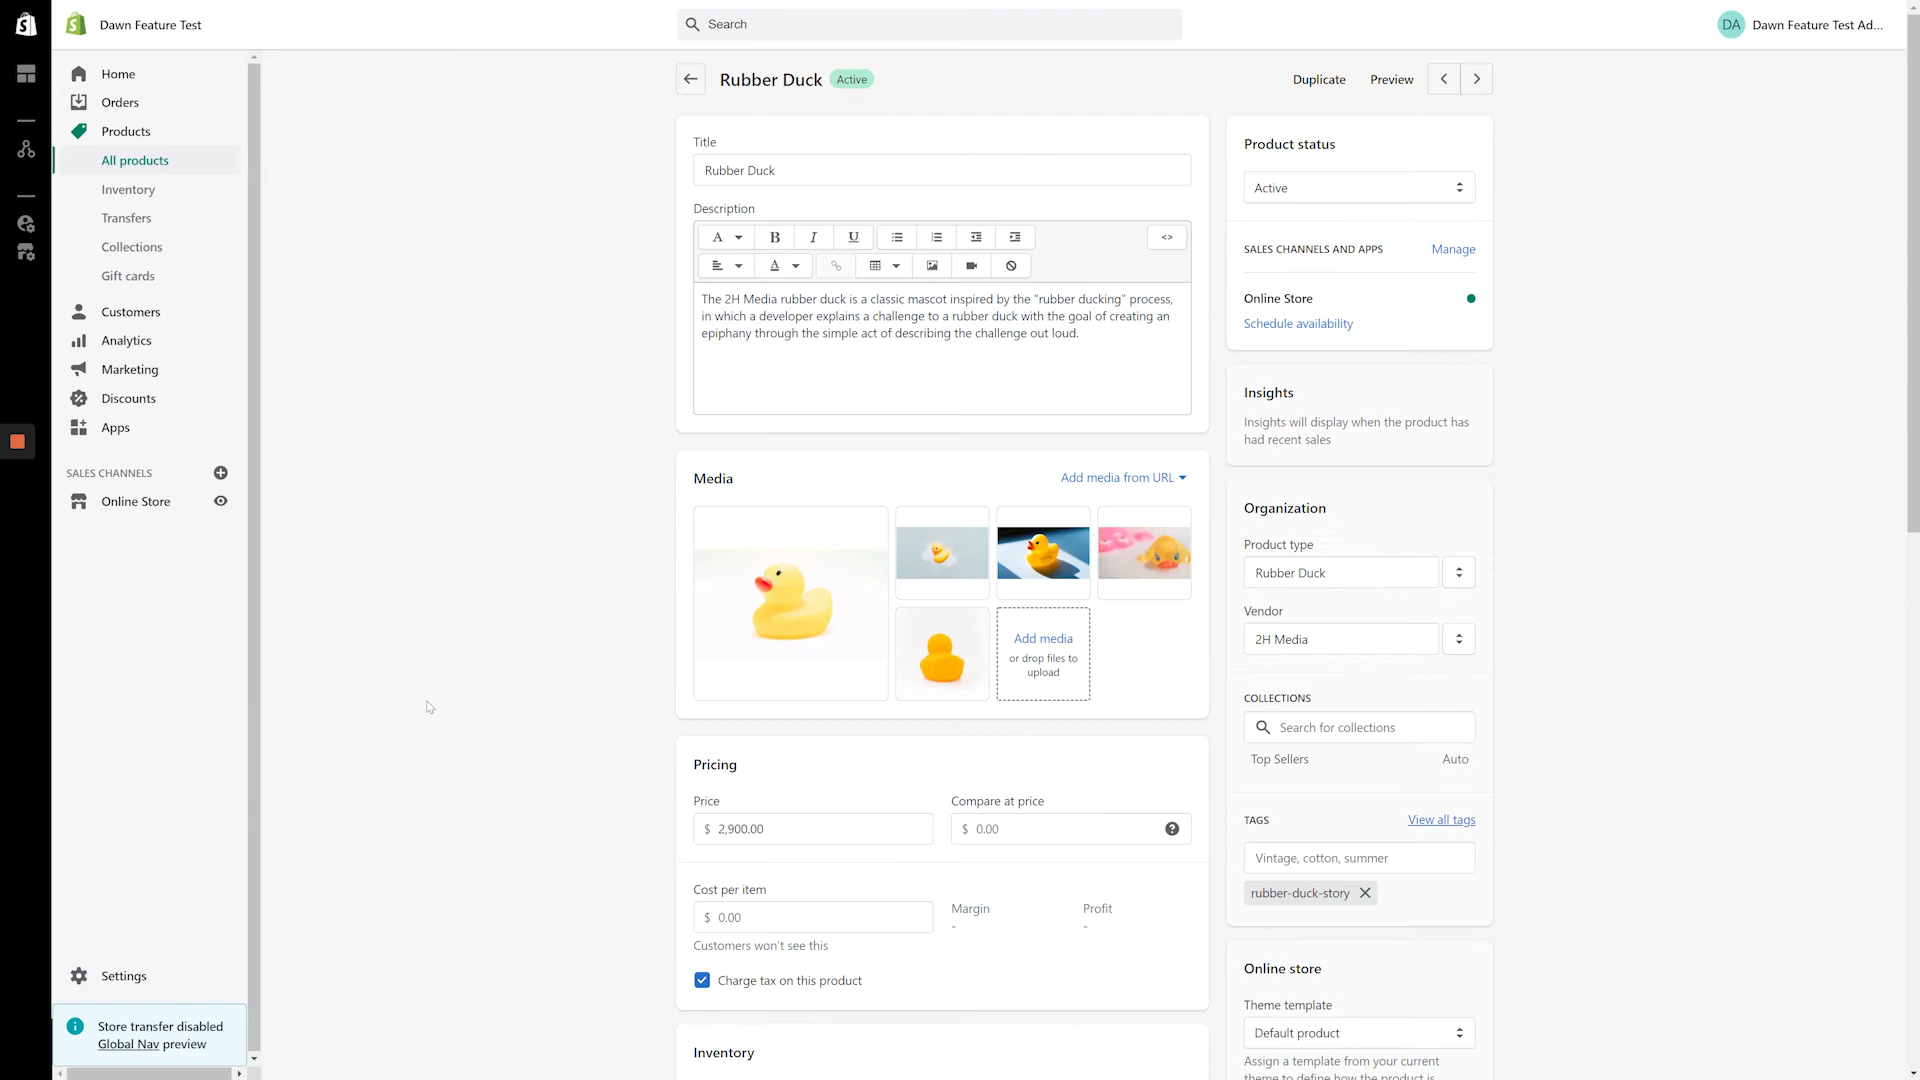 Dawn Feature Test
Search
DA
Dawn Feature Test Ad...
Home
Orders
Products
All products
Inventory
Transfers
Collections
Gift cards
Customers
Analytics
Marketing
Discounts
Apps
SALES CHANNELS
Online Store
Settings
Store transfer disabled
Global Nav preview
Rubber Duck
Active
Duplicate
Preview
Title
Rubber Duck
Description
A
B
I
U
<>
A
The 2H Media rubber duck is a classic mascot inspired by the "rubber ducking" process,
in which a developer explains a challenge to a rubber duck with the goal of creating an
epiphany through the simple act of describing the challenge out loud.
Media
Add media from URL
Add media
or drop files to
upload
Pricing
Price
Compare at price
$ 2,900.00
$ 0.00
Cost per item
$ 0.00
Margin
-
Profit
-
Customers won't see this
Charge tax on this product
Inventory
Product status
Active
SALES CHANNELS AND APPS
Manage
Online Store
Schedule availability
Insights
Insights will display when the product has
had recent sales
Organization
Product type
Rubber Duck
Vendor
2H Media
COLLECTIONS
Search for collections
Top Sellers
Auto
TAGS
View all tags
Vintage, cotton, summer
rubber-duck-story
Online store
Theme template
Default product
Assign a template from your current
theme to define how the product is